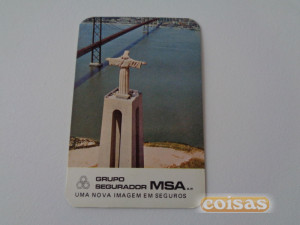 GRUPO
SEGURADOR MSA
UMA NOVA IMAGEM EM SEGUROS
coisas